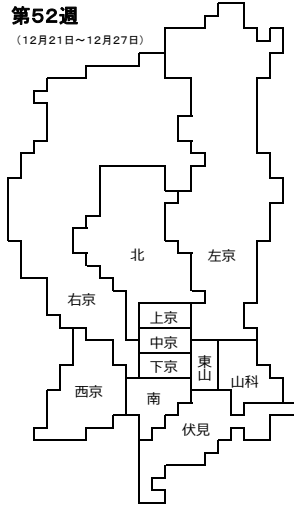 第52週
（12月21日～12月27日）
北
左京
右京
上京
中京
下京
東山
山科
西京
南
伏見